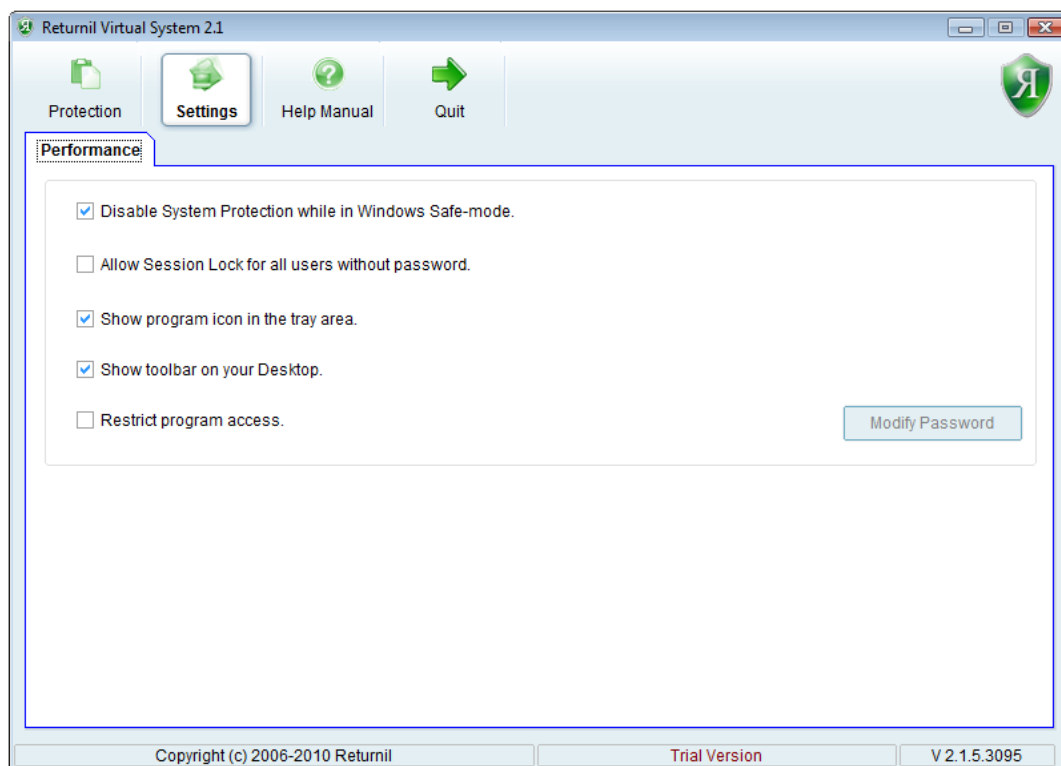 Returnil Virtual System 2.1
Protection Settings Help Manual Quit
Performance
Disable System Protection while in Windows Safe-mode.
Allow Session Lock for all users without password.
Show program icon in the tray area.
Show toolbar on your Desktop.
Restrict program access.
Modify Password
Copyright (c) 2006-2010 Returnil Trial Version V 2.1.5.3095